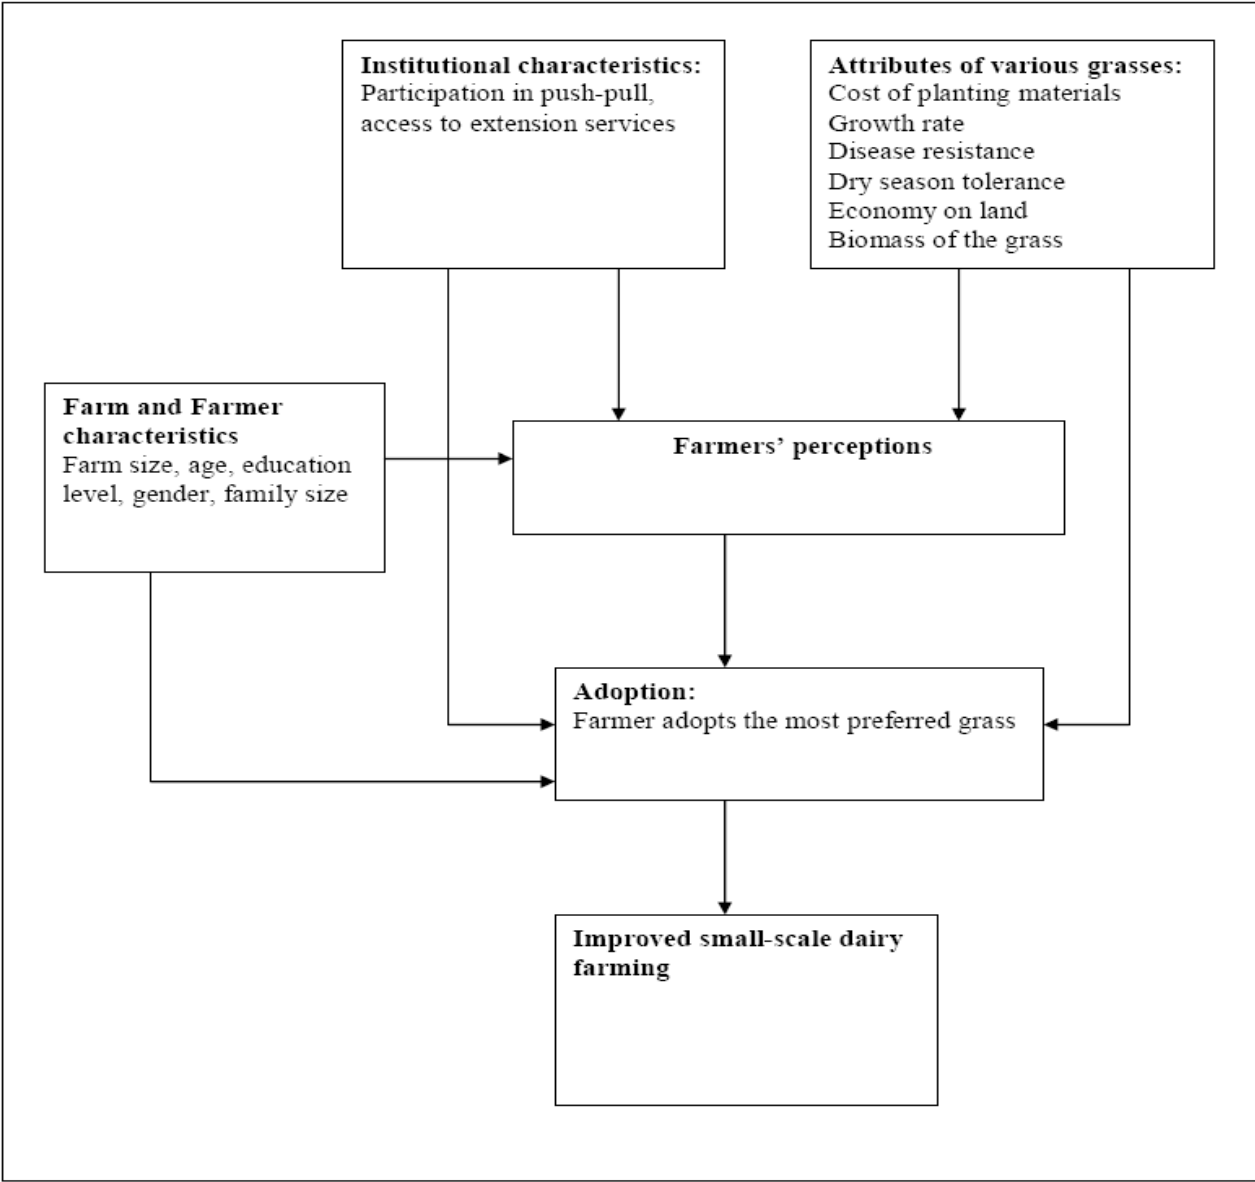 Institutional characteristics:
Participation in push-pull,
access to extension services
Attributes of various grasses:
Cost of planting materials
Growth rate
Disease resistance
Dry season tolerance
Economy on land
Biomass of the grass
Farm and Farmer
characteristics
Farm size, age, education
level, gender, family size
Farmers’ perceptions
Adoption:
Farmer adopts the most preferred grass
Improved small-scale dairy
farming